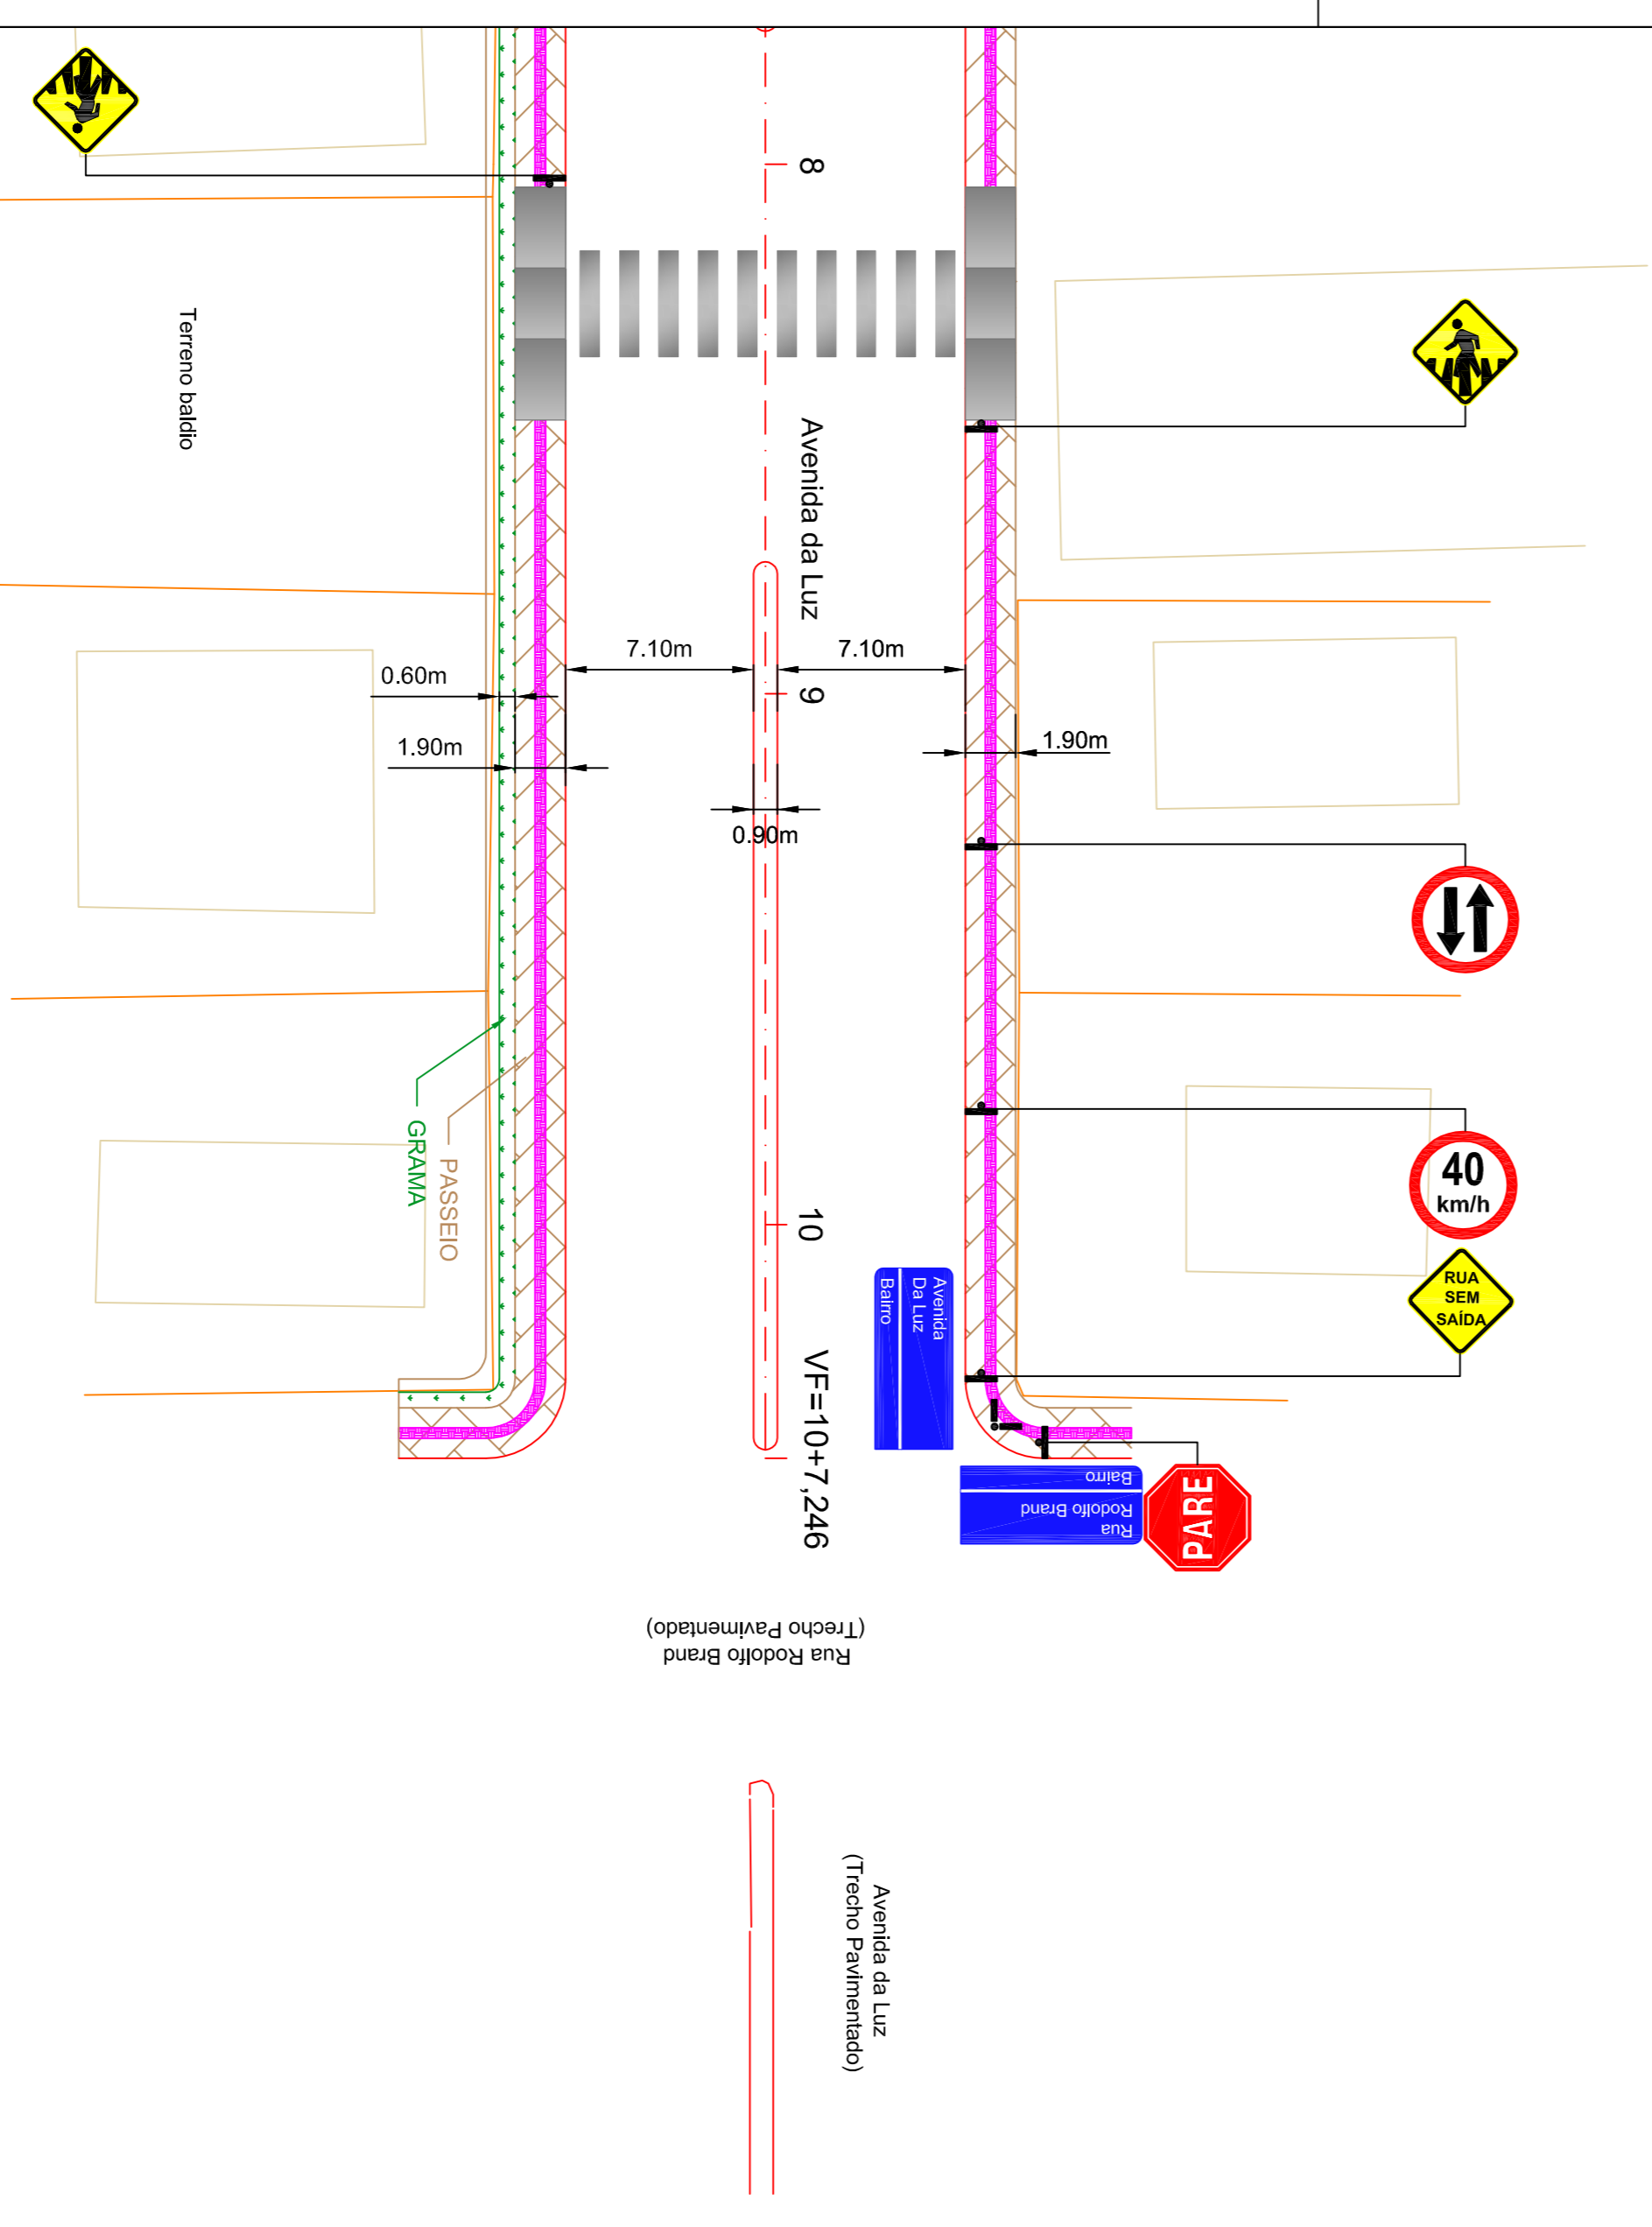 8
Terreno baldio
Avenida da Luz
7.10m
7.10m
0.60m
9
1.90m
1.90m
0.90m
GRAMA
PASSEIO
10
40
km/h
RUA
SEM
SAÍDA
Avenida
Da Luz
Bairro
VF=10+7,246
Rua
Rodolfo Brand
Bairro
PARE
Rua Rodolfo Brand
(Trecho Pavimentado)
Avenida da Luz
(Trecho Pavimentado)